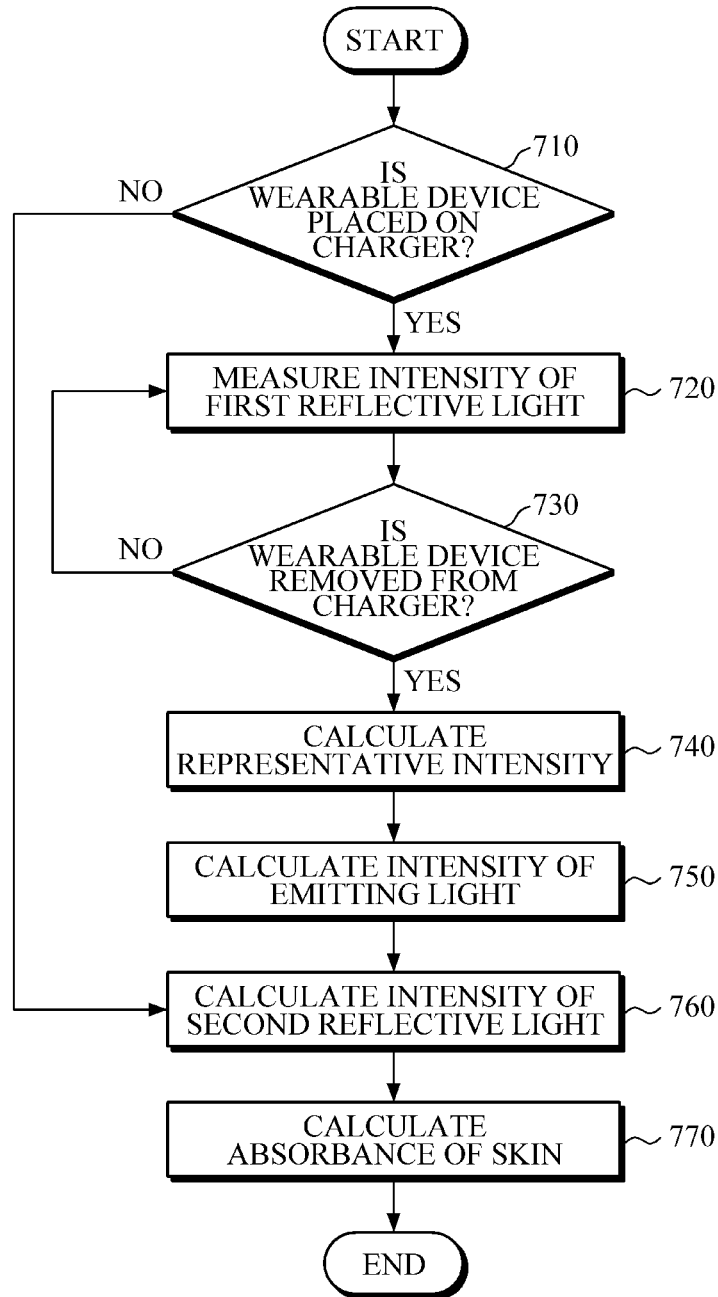 START
710
IS
WEARABLE DEVICE
PLACED ON
CHARGER?
NO
YES
MEASURE INTENSITY OF
FIRST REFLECTIVE LIGHT
720
730
IS
WEARABLE DEVICE
REMOVED FROM
CHARGER?
NO
YES
CALCULATE
REPRESENTATIVE INTENSITY
740
CALCULATE INTENSITY OF
EMITTING LIGHT
750
CALCULATE INTENSITY OF
SECOND REFLECTIVE LIGHT
760
CALCULATE
ABSORBANCE OF SKIN
770
END